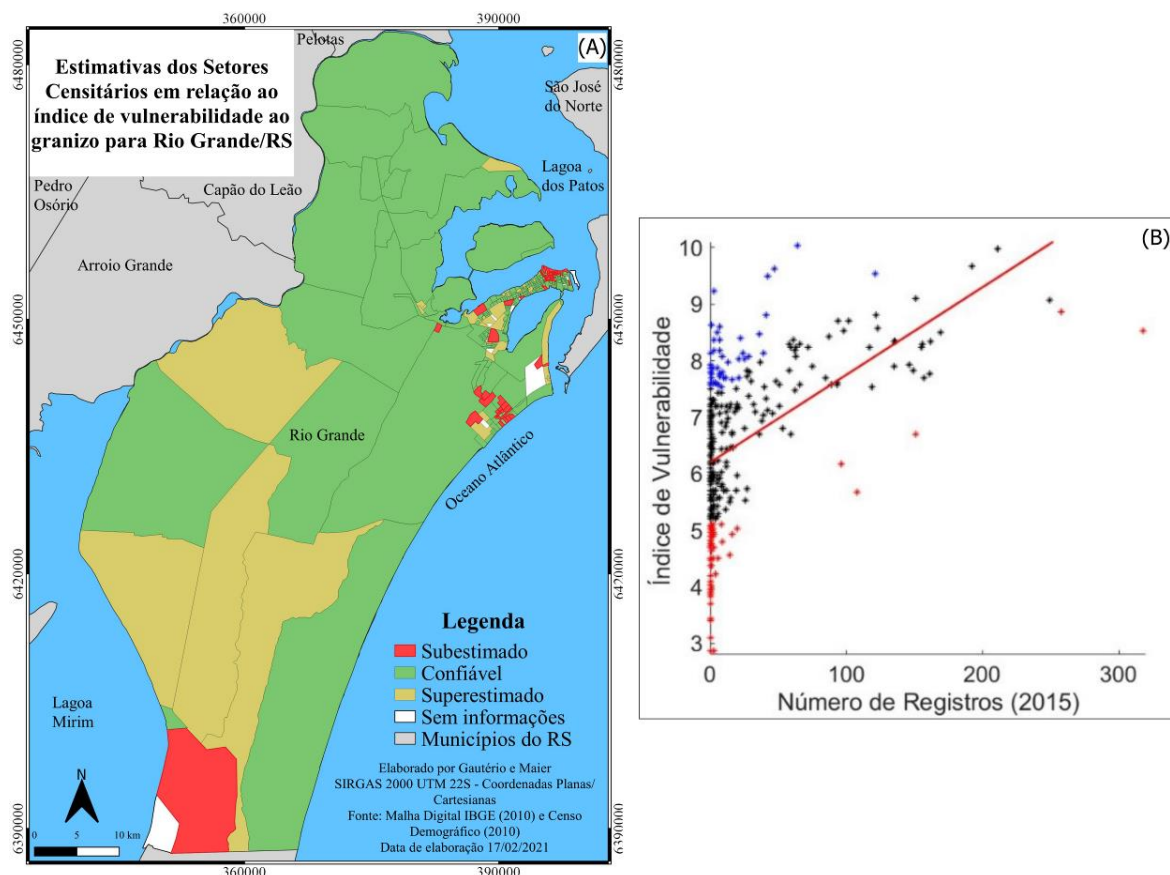 360000
390000
Pelotas
(A)
6480000
6480000
Estimativas dos Setores
Censitários em relação ao
índice de vulnerabilidade ao
granizo para Rio Grande/RS
São José
do Norte
Lagoa
dos Patos
Pedro
Osório
Capão do Leão
Arroio Grande
6450000
6450000
Rio Grande
Oceano Atlântico
6420000
6420000
Legenda
Subestimado
Confiável
Superestimado
Sem informações
Municípios do RS
Lagoa
Mirim
N
0 5 10 km
Elaborado por Gautério e Maier
SIRGAS 2000 UTM 22S - Coordenadas Planas/
Cartesianas
Fonte: Malha Digital IBGE (2010) e Censo
Demográfico (2010)
Data de elaboração 17/02/2021
6390000
6390000
360000
390000
(B)
Índice de Vulnerabilidade
10
9
8
7
6
5
4
3
0 100 200 300
Número de Registros (2015)